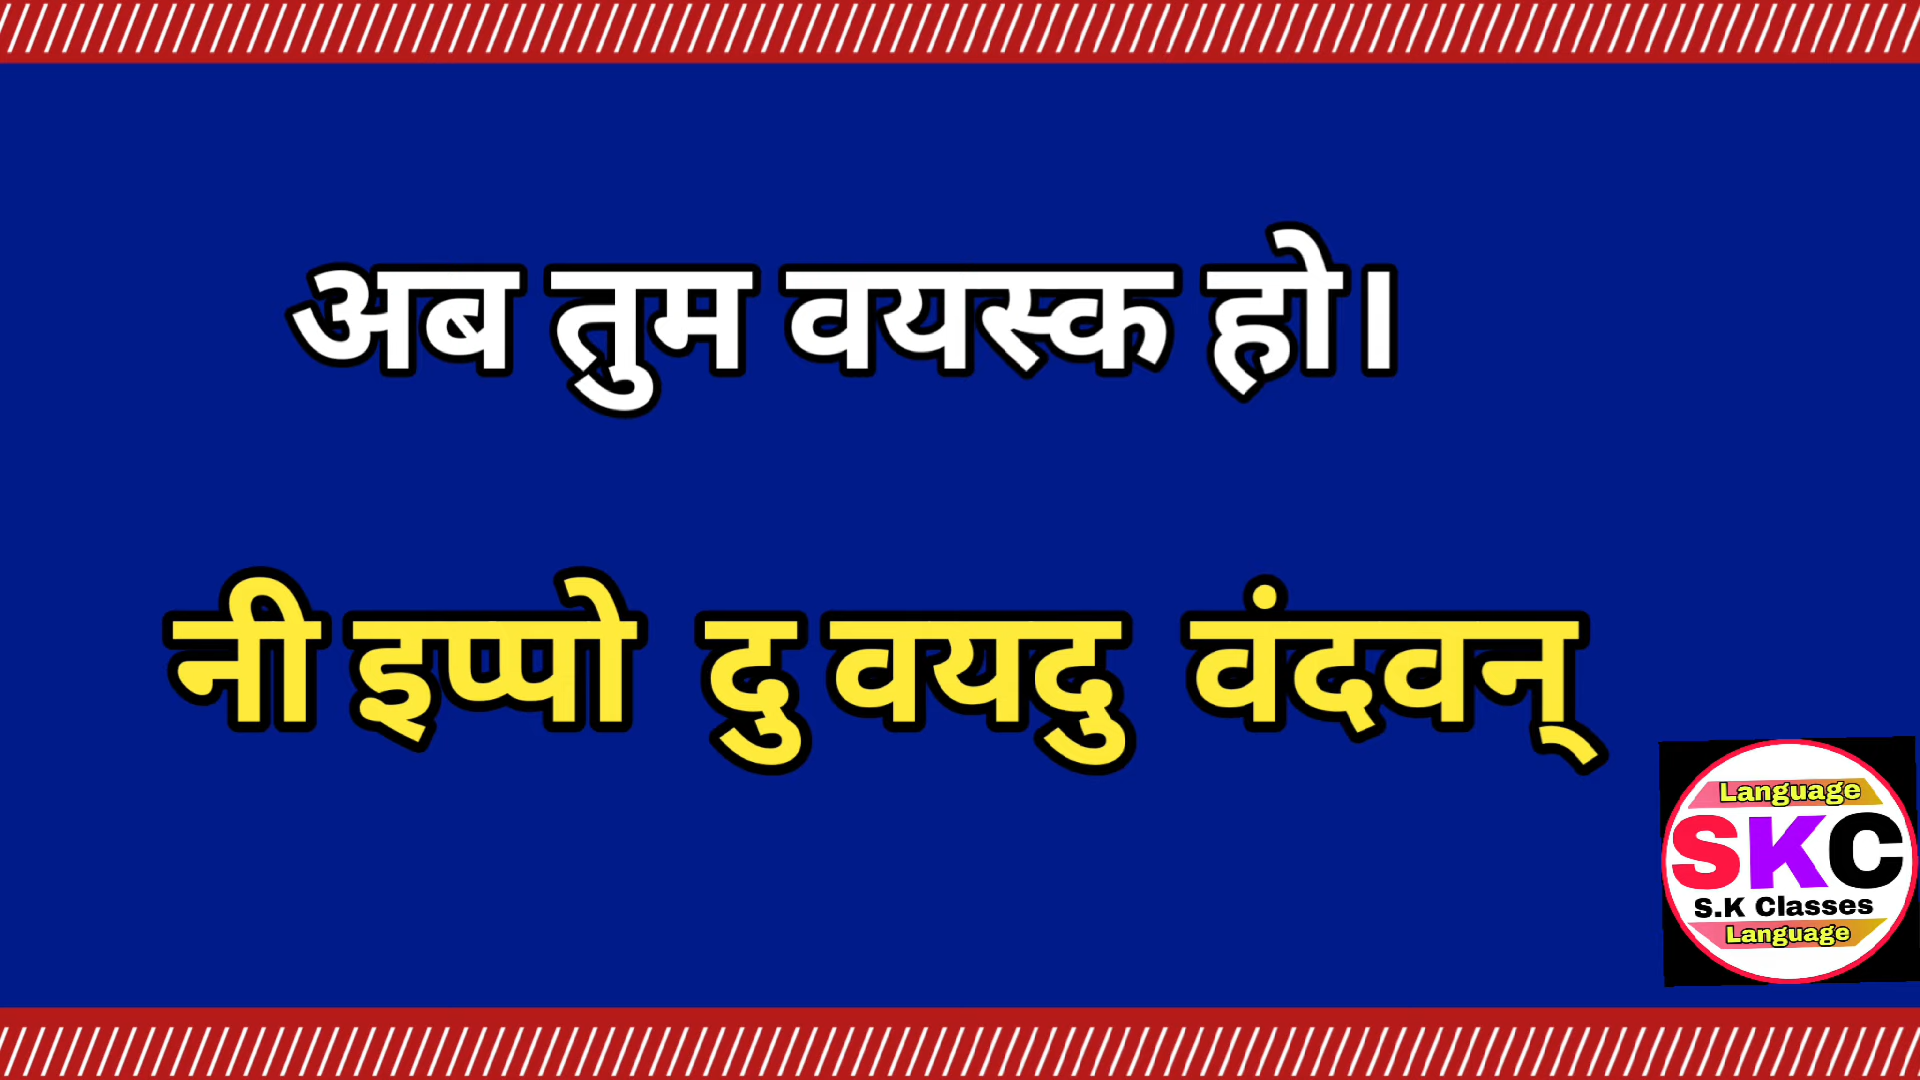 अब तुम वयस्क हो।
नी इप्पो दु वयदु वंदवन्
Language
SKC
S.K Classes
Language